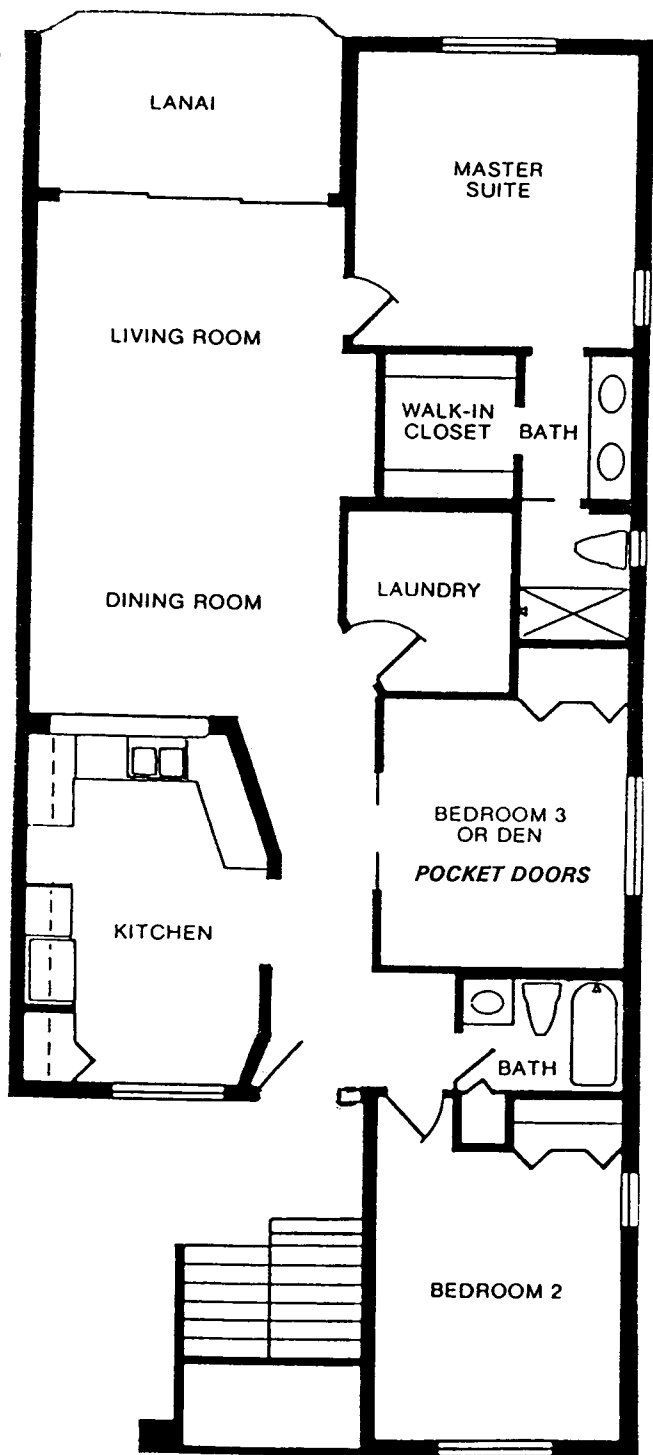 LANAI
MASTER
SUITE
LIVING ROOM
WALK-IN
CLOSET
BATH
DINING ROOM
LAUNDRY
BEDROOM 3
OR DEN
POCKET DOORS
KITCHEN
BATH
BEDROOM 2